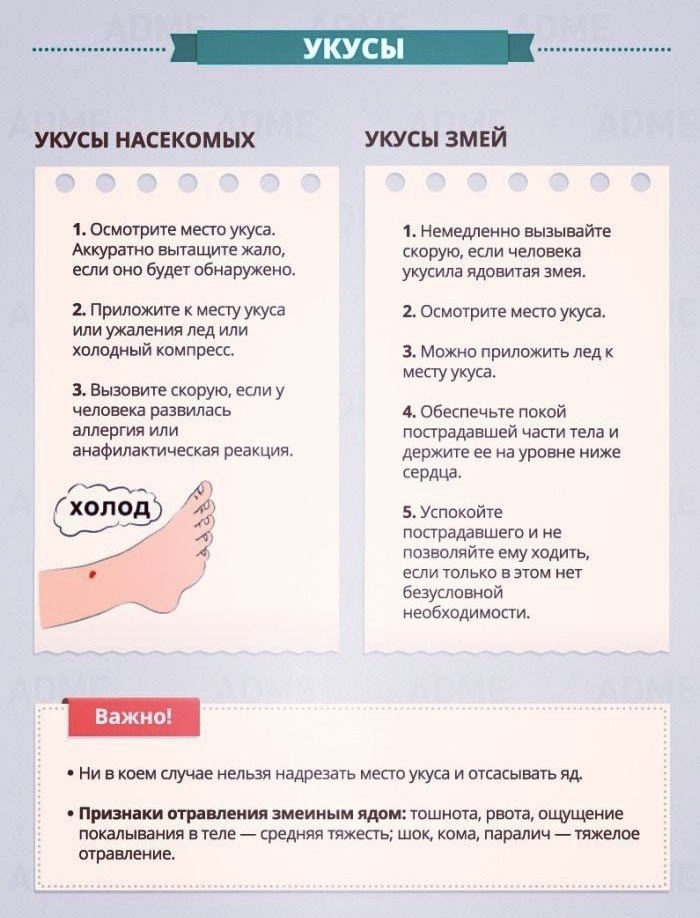 УКУСЫ
УКУСЫ НАСЕКОМЫХ
1. Осмотрите место укуса.
Аккуратно вытащите жало,
если оно будет обнаружено.
2. Приложите к месту укуса
или ужаления лед или
холодный компресс.
3. Вызовите скорую, если у
человека развилась
аллергия или
анафилактическая реакция.
холод
УКУСЫ ЗМЕЙ
1. Немедленно вызывайте
скорую, если человека
укусила ядовитая змея.
2. Осмотрите место укуса.
3. Можно приложить лед к
месту укуса.
4. Обеспечьте покой
пострадавшей части тела и
держите ее на уровне ниже
сердца.
5. Успокойте
пострадавшего и не
позволяйте ему ходить,
если только в этом нет
безусловной
необходимости.
Важно!
• Ни в коем случае нельзя надрезать место укуса и отсасывать яд.
• Признаки отравления змеиным ядом: тошнота, рвота, ощущение
покалывания в теле — средняя тяжесть; шок, кома, паралич — тяжелое
отравление.
ADME